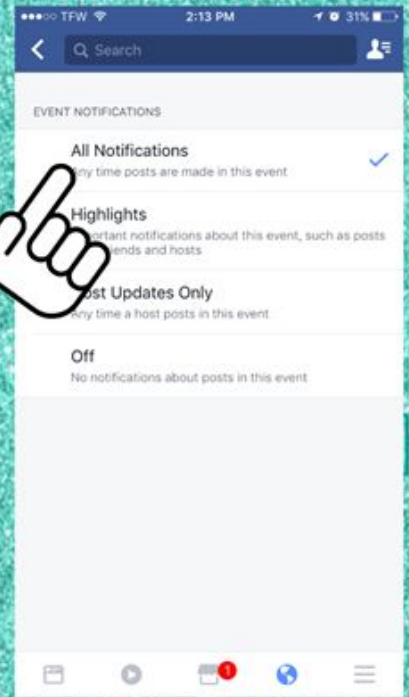 TFW 2:13 PM 31%
Search
EVENT NOTIFICATIONS
All Notifications
Any time posts are made in this event
Highlights
notifications about this event, such as posts
and hosts
Updates Only
Any time a host posts in this event
Off
No notifications about posts in this event
1